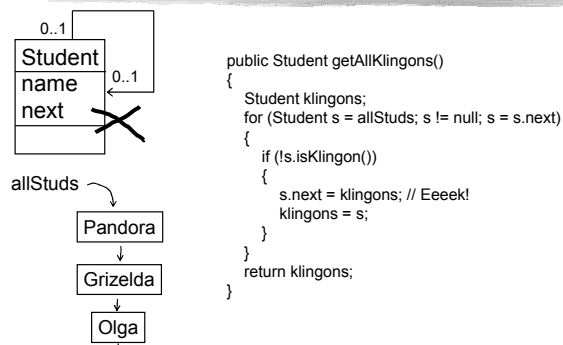 0..1
Student
name
0..1
next
allStuds
Pandora
Grizelda
Olga
public Student getAllKlingons()
{
Student klingons;
for (Student s = allStuds; s != null; s = s.next)
{
if (!s.isKlingon())
{
s.next = klingons; // Eeeek!
klingons = s;
}
}
return klingons;
}